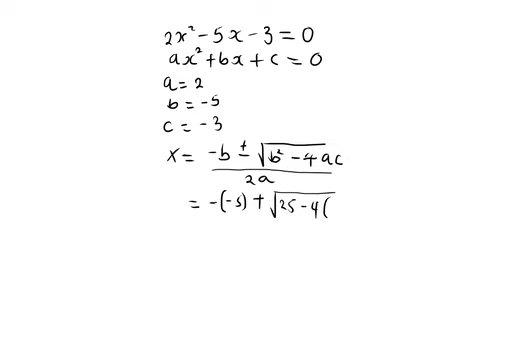 2x² - 5x - 3 = 0
ax² + bx + c = 0
a = 2
b = -5
c = -3
x = (-b ± √(b² - 4ac)) / 2a
= -(-5) + √25 - 4(